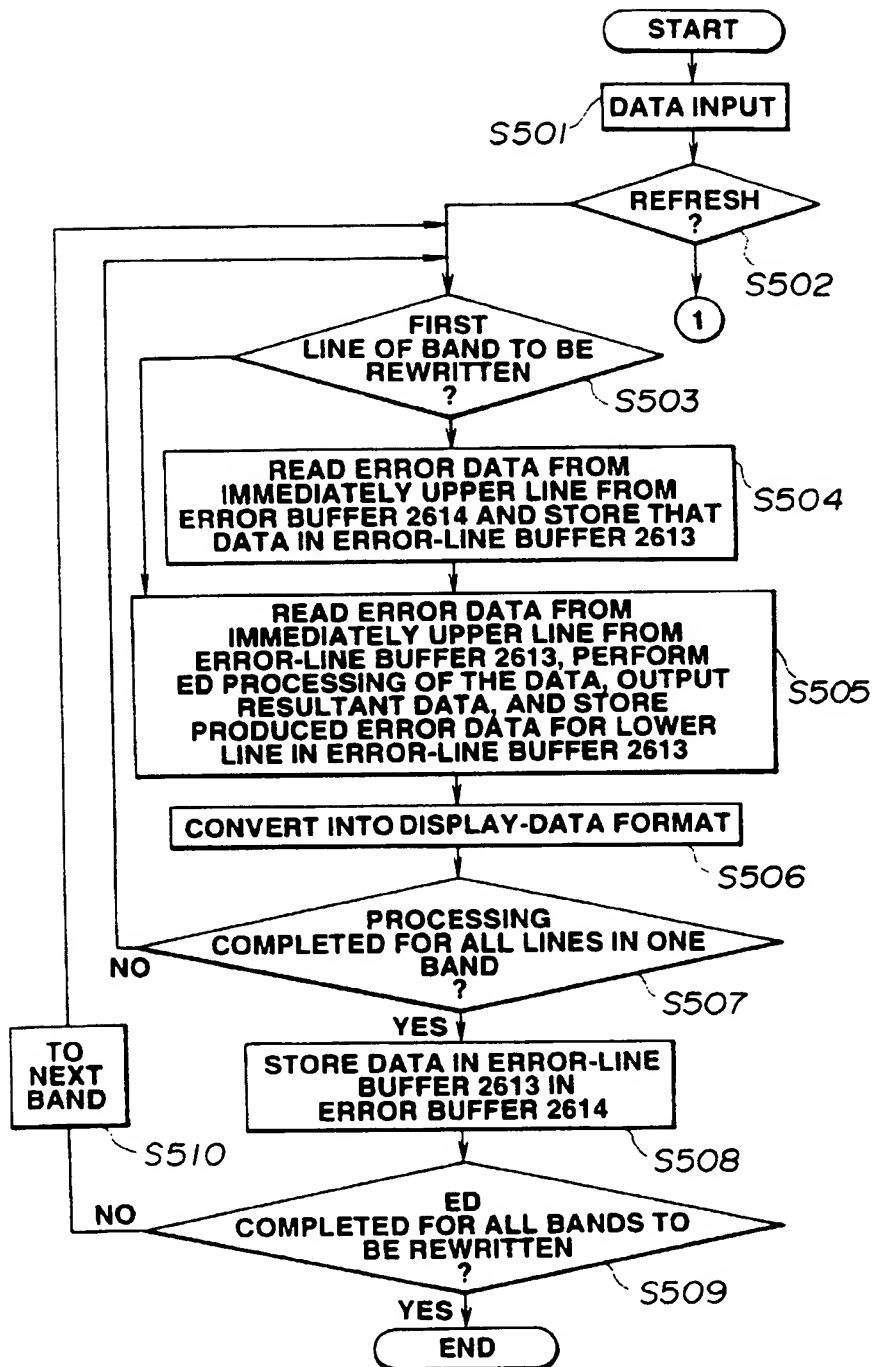 START
DATA INPUT
S501
REFRESH
?
S502
1
FIRST
LINE OF BAND TO BE
REWRITTEN
?
S503
READ ERROR DATA FROM
IMMEDIATELY UPPER LINE FROM
ERROR BUFFER 2614 AND STORE THAT
DATA IN ERROR-LINE BUFFER 2613
S504
READ ERROR DATA FROM
IMMEDIATELY UPPER LINE FROM
ERROR-LINE BUFFER 2613, PERFORM
ED PROCESSING OF THE DATA, OUTPUT
RESULTANT DATA, AND STORE
PRODUCED ERROR DATA FOR LOWER
LINE IN ERROR-LINE BUFFER 2613
S505
CONVERT INTO DISPLAY-DATA FORMAT
S506
PROCESSING
COMPLETED FOR ALL LINES IN ONE
BAND
?
NO
S507
YES
STORE DATA IN ERROR-LINE
BUFFER 2613 IN
ERROR BUFFER 2614
S508
TO
NEXT
BAND
S510
ED
COMPLETED FOR ALL BANDS TO
BE REWRITTEN
?
NO
S509
YES
END